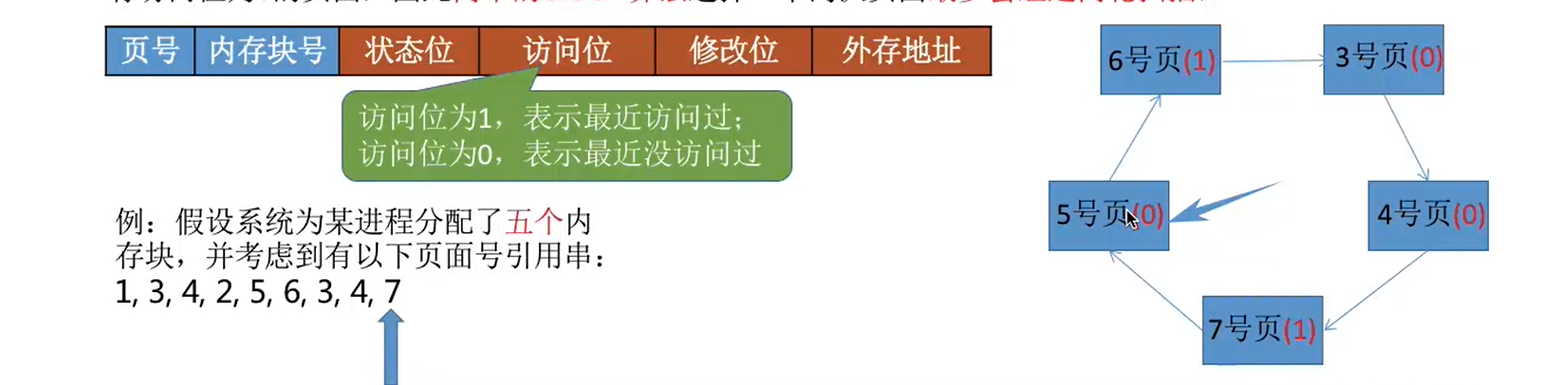 页号 内存块号 状态位 访问位 修改位 外存地址
访问位为1，表示最近访问过；
访问位为0，表示最近没访问过
例：假设系统为某进程分配了五个内
存块，并考虑到有以下页面号引用串：
1, 3, 4, 2, 5, 6, 3, 4, 7
6号页(1)
3号页(0)
5号页(0)
4号页(0)
7号页(1)